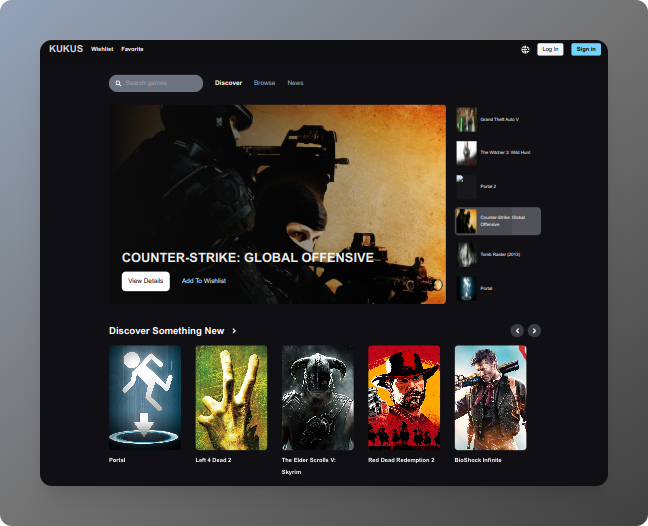 KUKUS Wishlist Favorite Log In Sign in
Search games Discover Browse News
Grand Theft Auto V
The Witcher 3: Wild Hunt
Portal 2
Counter-Strike: Global
Offensive
Tomb Raider (2013)
Portal
COUNTER-STRIKE: GLOBAL OFFENSIVE
View Details Add To Wishlist
Discover Something New
Portal
Left 4 Dead 2
The Elder Scrolls V:
Skyrim
Red Dead Redemption 2
BioShock Infinite